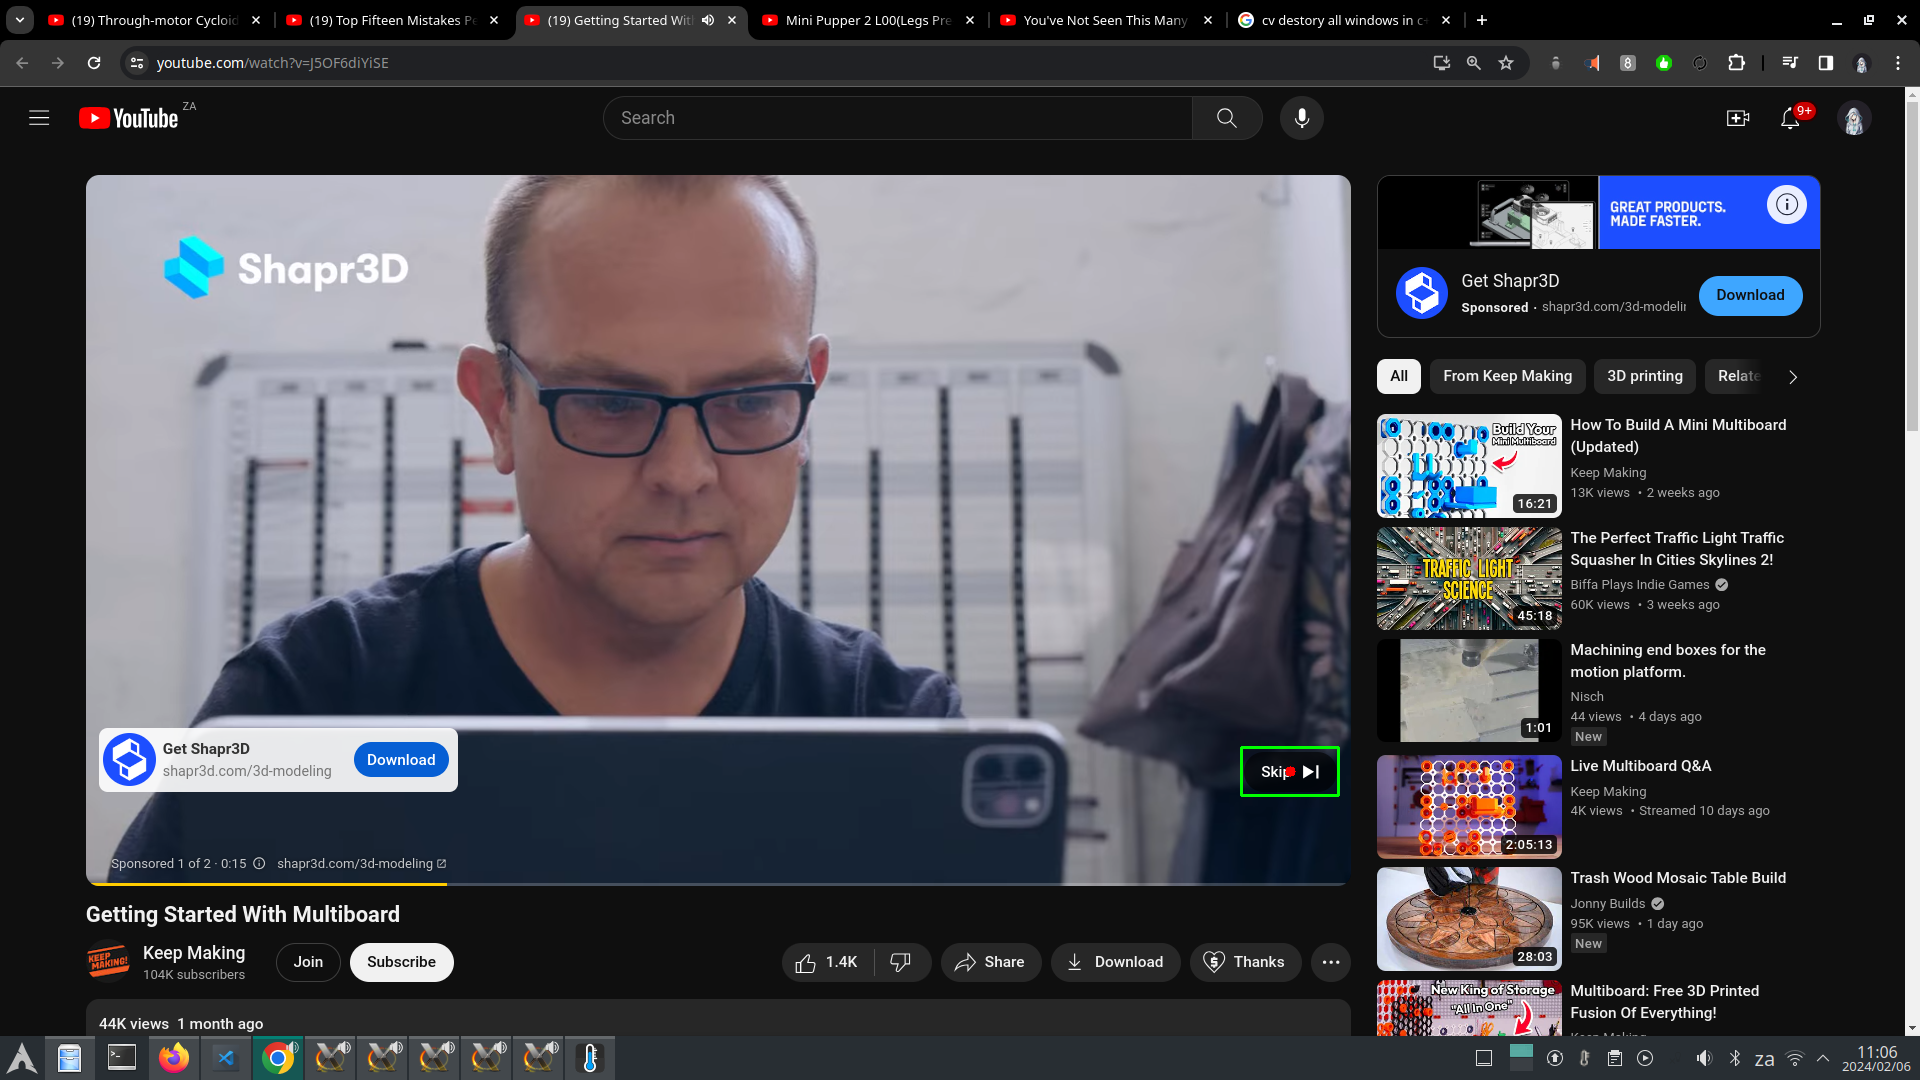 (19) Through-motor Cycloid
(19) Top Fifteen Mistakes Pe
(19) Getting Started Wit
Mini Pupper 2 L00(Legs Pre
You've Not Seen This Many
cv destory all windows in c
youtube.com/watch?v=J5OF6diYiSE
YouTube ZA
Search
9+
Shapr3D
GREAT PRODUCTS.
MADE FASTER.
Get Shapr3D
Sponsored · shapr3d.com/3d-modelin
Download
All
From Keep Making
3D printing
Relate
Build Your
Mini Multiboard
16:21
How To Build A Mini Multiboard
(Updated)
Keep Making
13K views • 2 weeks ago
TRAFFIC LIGHT
SCIENCE
45:18
The Perfect Traffic Light Traffic
Squasher In Cities Skylines 2!
Biffa Plays Indie Games
60K views • 3 weeks ago
1:01
Machining end boxes for the
motion platform.
Nisch
44 views • 4 days ago
New
Get Shapr3D
shapr3d.com/3d-modeling
Download
Skip
2:05:13
Live Multiboard Q&A
Keep Making
4K views • Streamed 10 days ago
Sponsored 1 of 2 · 0:15
shapr3d.com/3d-modeling
28:03
Trash Wood Mosaic Table Build
Jonny Builds
95K views • 1 day ago
New
Getting Started With Multiboard
KEEP MAKING!
Keep Making
104K subscribers
Join
Subscribe
1.4K
Share
Download
Thanks
New King of Storage
"All In One"
Multiboard: Free 3D Printed
Fusion Of Everything!
Keep Making
44K views 1 month ago
za
11:06
2024/02/06